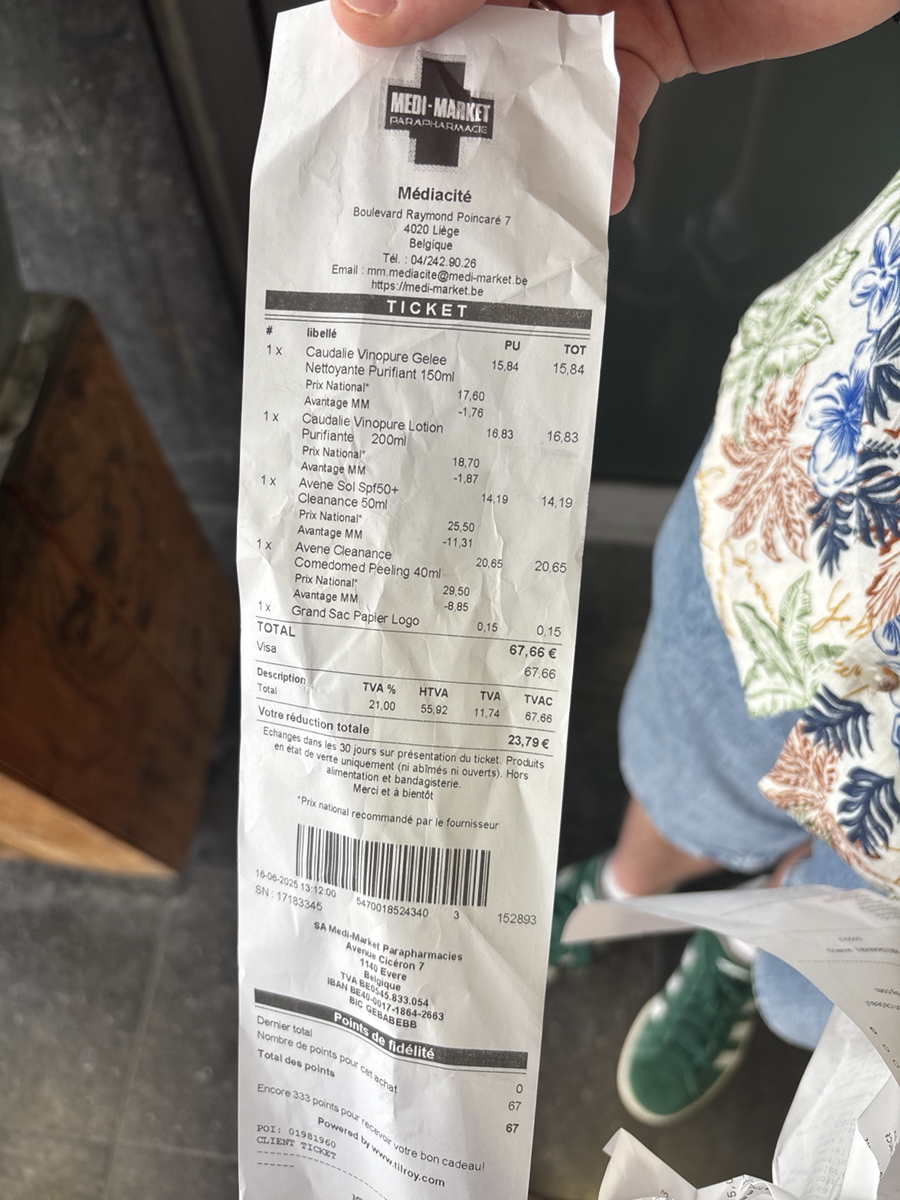 MEDI-MARKET
PARAPHARMACIE
Médiacité
Boulevard Raymond Poincaré 7
4020 Liège
Belgique
Tél. : 04/242.90.26
Email : mm.mediacite@medi-market.be
https://medi-market.be
TICKET
# libellé PU TOT
1 x Caudalie Vinopure Gelee 15,84 15,84
Nettoyante Purifiant 150ml
Prix National* 17,60
Avantage MM -1,76
1 x Caudalie Vinopure Lotion 16,83 16,83
Purifiante 200ml
Prix National* 18,70
Avantage MM -1,87
1 x Avene Sol Spf50+ 14,19 14,19
Cleanance 50ml
Prix National* 25,50
Avantage MM -11,31
1 x Avene Cleanance 20,65 20,65
Comedomed Peeling 40ml
Prix National* 29,50
Avantage MM -8,85
1 x Grand Sac Papier Logo 0,15 0,15
TOTAL 67,66 €
Visa 67,66
Description TVA % HTVA TVA TVAC
Total 21,00 55,92 11,74 67,66
Votre réduction totale 23,79 €
Echanges dans les 30 jours sur présentation du ticket. Produits
en état de vente uniquement (ni abîmés ni ouverts). Hors
alimentation et bandagisterie.
Merci et à bientôt
*Prix national recommandé par le fournisseur
16-06-2025 13:12:00 5470018524340 3 152893
SN : 17183345
SA Medi-Market Parapharmacies
Avenue Cicéron 7
1140 Evere
Belgique
TVA BE0545.833.054
IBAN BE40-0017-1864-2663
BIC GEBABEBB
Points de fidélité
Dernier total 0
Nombre de points pour cet achat 67
Total des points 67
Encore 333 points pour recevoir votre bon cadeau!
Powered by www.tilroy.com
POI: 01981960
CLIENT TICKET